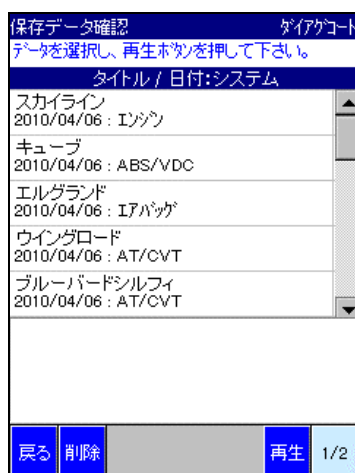 保存データ確認 ﾀﾞｲｱｸﾞｺｰﾄﾞ
ﾃﾞｰﾀを選択し、再生ﾎﾞﾀﾝを押して下さい。
タイトル / 日付:システム
スカイライン
2010/04/06 : ｴﾝｼﾞﾝ
キューブ
2010/04/06 : ABS/VDC
エルグランド
2010/04/06 : ｴｱﾊﾞｯｸﾞ
ウイングロード
2010/04/06 : AT/CVT
ブルーバードシルフィ
2010/04/06 : AT/CVT
戻る 削除 再生 1/2